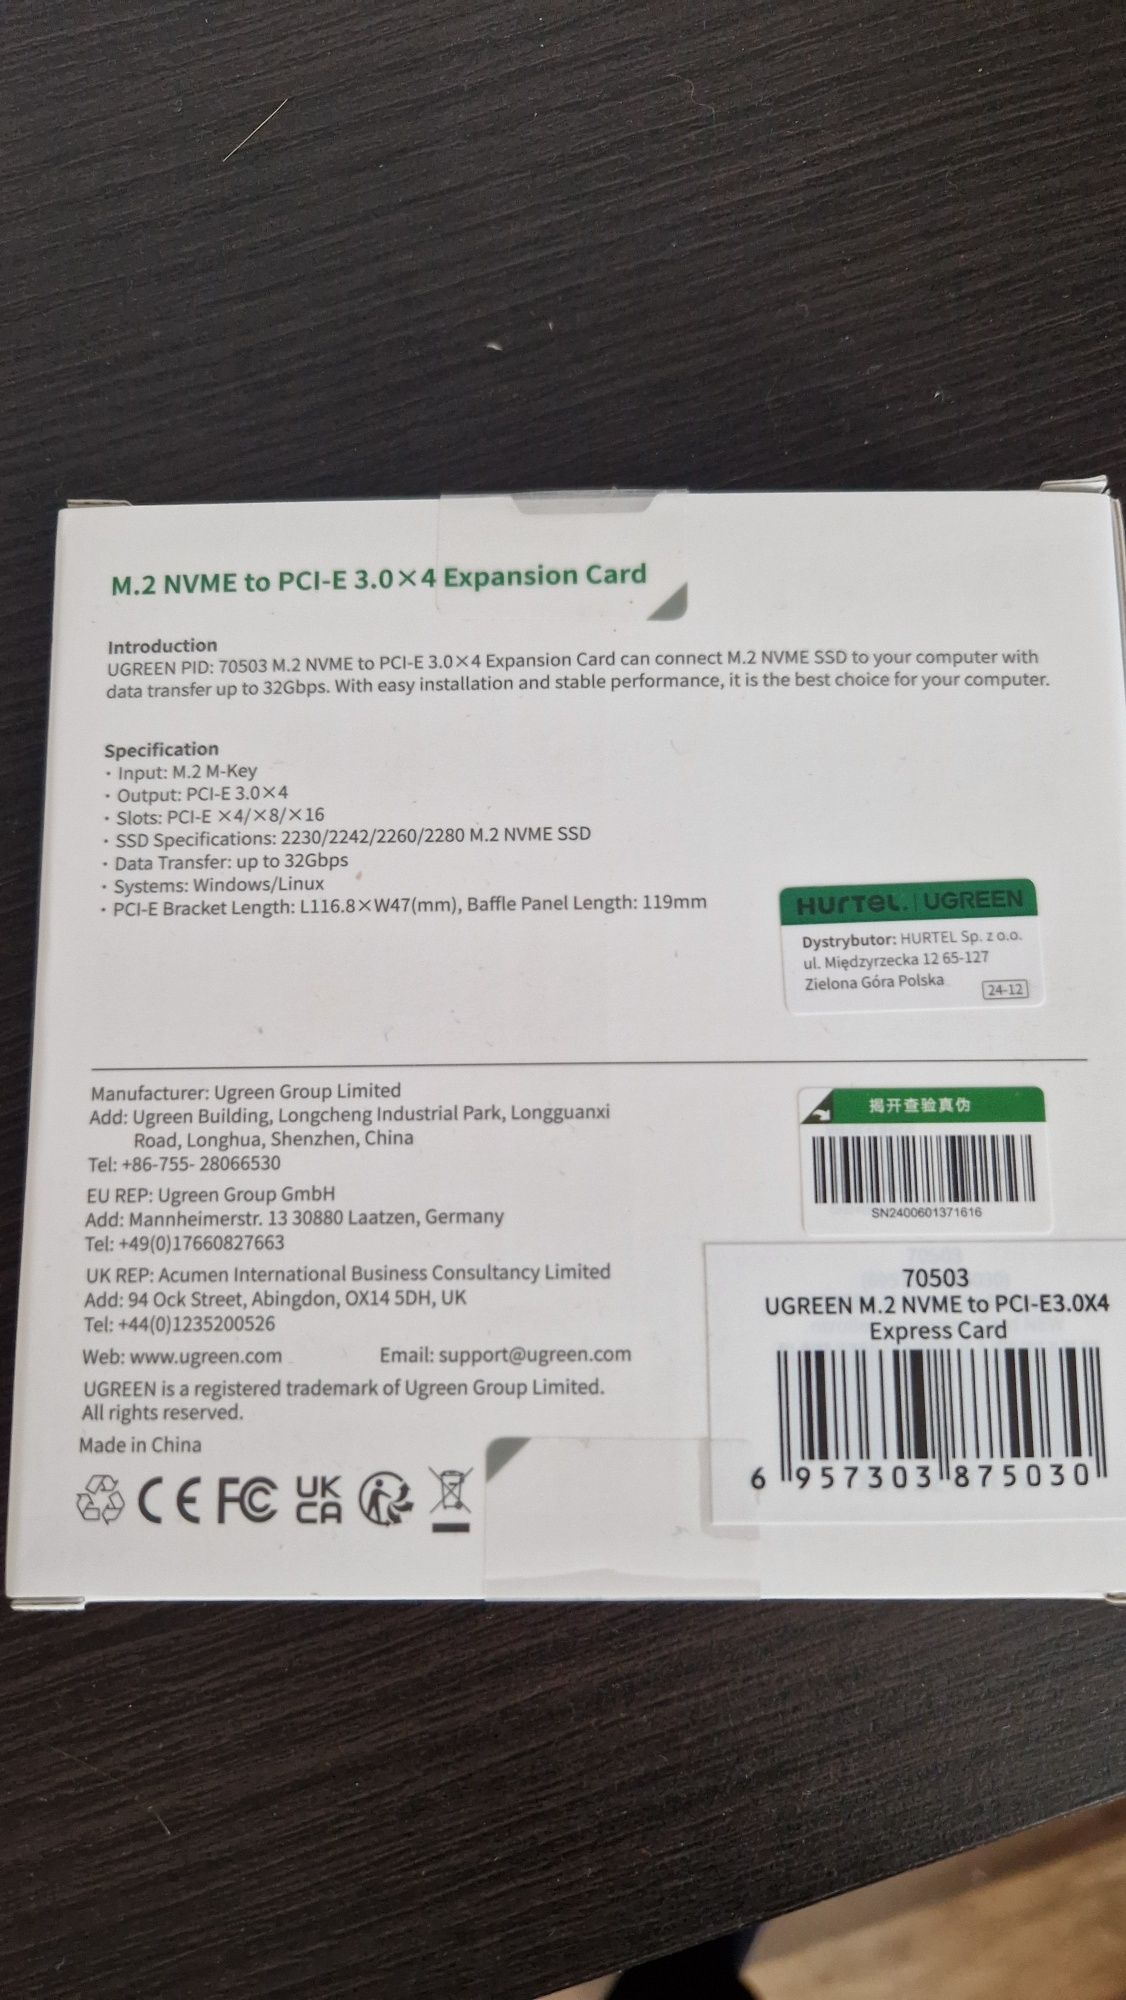 M.2 NVME to PCI-E 3.0×4 Expansion Card
Introduction
UGREEN PID: 70503 M.2 NVME to PCI-E 3.0×4 Expansion Card can connect M.2 NVME SSD to your computer with
data transfer up to 32Gbps. With easy installation and stable performance, it is the best choice for your computer.
Specification
· Input: M.2 M-Key
· Output: PCI-E 3.0×4
· Slots: PCI-E ×4/×8/×16
· SSD Specifications: 2230/2242/2260/2280 M.2 NVME SSD
· Data Transfer: up to 32Gbps
· Systems: Windows/Linux
· PCI-E Bracket Length: L116.8×W47(mm), Baffle Panel Length: 119mm
HURTEL. | UGREEN
Dystrybutor: HURTEL Sp. z o.o.
ul. Międzyrzecka 12 65-127
Zielona Góra Polska
24-12
Manufacturer: Ugreen Group Limited
Add: Ugreen Building, Longcheng Industrial Park, Longguanxi
Road, Longhua, Shenzhen, China
Tel: +86-755- 28066530
EU REP: Ugreen Group GmbH
Add: Mannheimerstr. 13 30880 Laatzen, Germany
Tel: +49(0)17660827663
UK REP: Acumen International Business Consultancy Limited
Add: 94 Ock Street, Abingdon, OX14 5DH, UK
Tel: +44(0)1235200526
Web: www.ugreen.com Email: support@ugreen.com
UGREEN is a registered trademark of Ugreen Group Limited.
All rights reserved.
Made in China
CE FC UK CA
揭开查验真伪
SN2400601371616
70503
UGREEN M.2 NVME to PCI-E3.0X4
Express Card
6 957303 875030